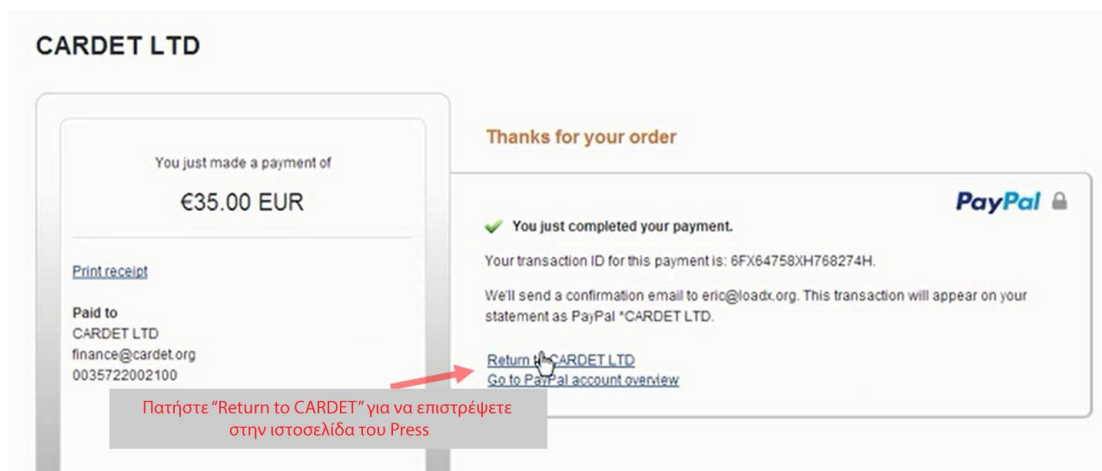 CARDET LTD
You just made a payment of
€35.00 EUR
Print receipt
Paid to
CARDET LTD
finance@cardet.org
0035722002100
Thanks for your order
PayPal
You just completed your payment.
Your transaction ID for this payment is: 6FX64758XH768274H.
We'll send a confirmation email to eric@loadx.org. This transaction will appear on your
statement as PayPal *CARDET LTD.
Return to CARDET LTD
Go to PayPal account overview
Πατήστε “Return to CARDET” για να επιστρέψετε
στην ιστοσελίδα του Press